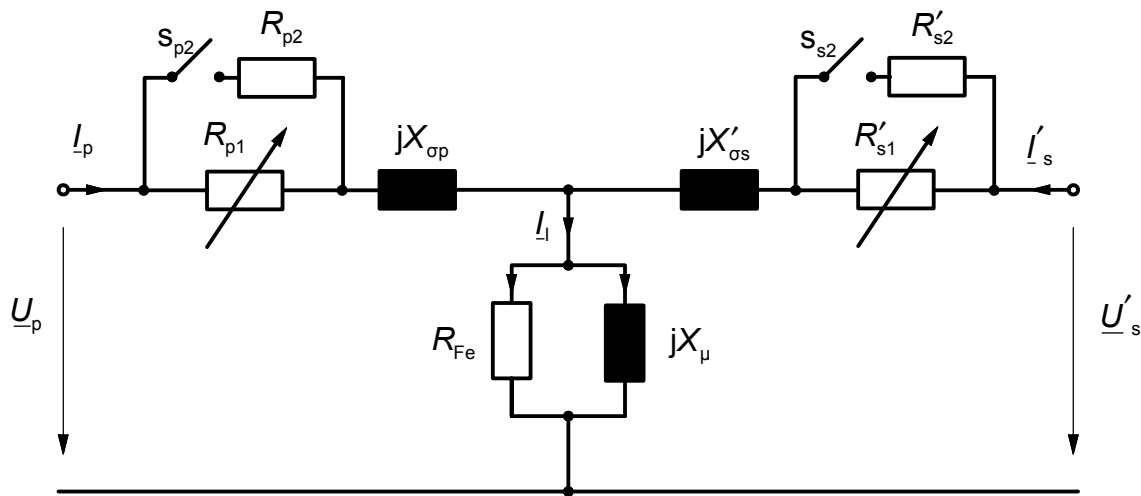 s_p2
R_p2
s_s2
R′_s2
I_p
R_p1
jX_σp
jX′_σs
R′_s1
I′_s
I_l
U_p
R_Fe
jX_μ
U′_s